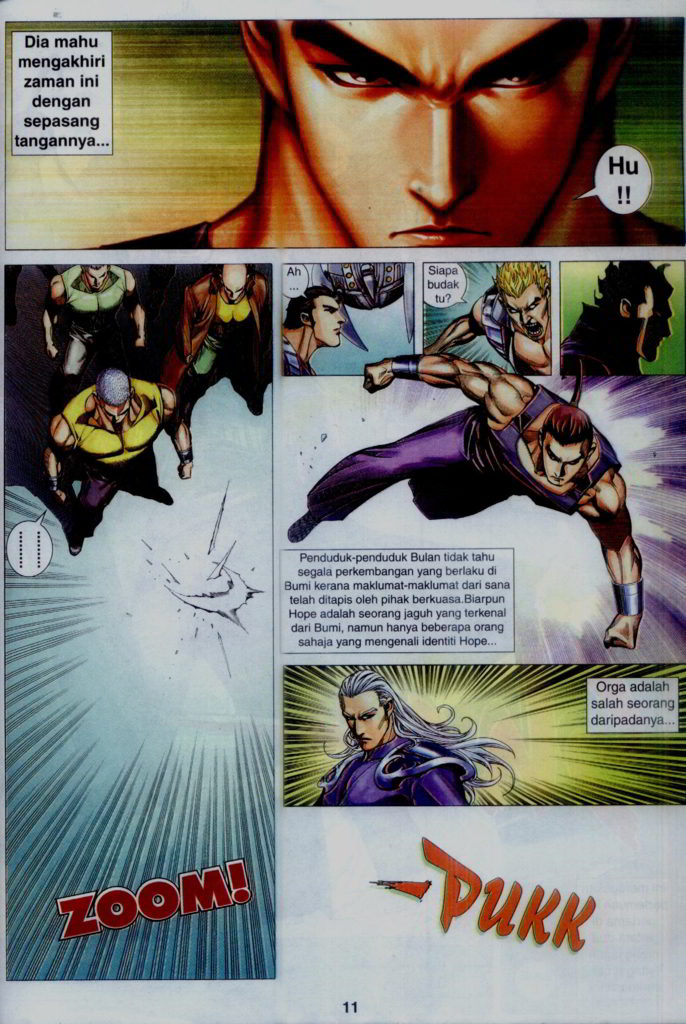 Dia mahu
mengakhiri
zaman ini
dengan
sepasang
tangannya...
Hu
!!
Ah
...
Siapa
budak
tu?
Penduduk-penduduk Bulan tidak tahu
segala perkembangan yang berlaku di
Bumi kerana maklumat-maklumat dari sana
telah ditapis oleh pihak berkuasa.Biarpun
Hope adalah seorang jaguh yang terkenal
dari Bumi, namun hanya beberapa orang
sahaja yang mengenali identiti Hope...
Orga adalah
salah seorang
daripadanya...
ZOOM!
PUKK
11